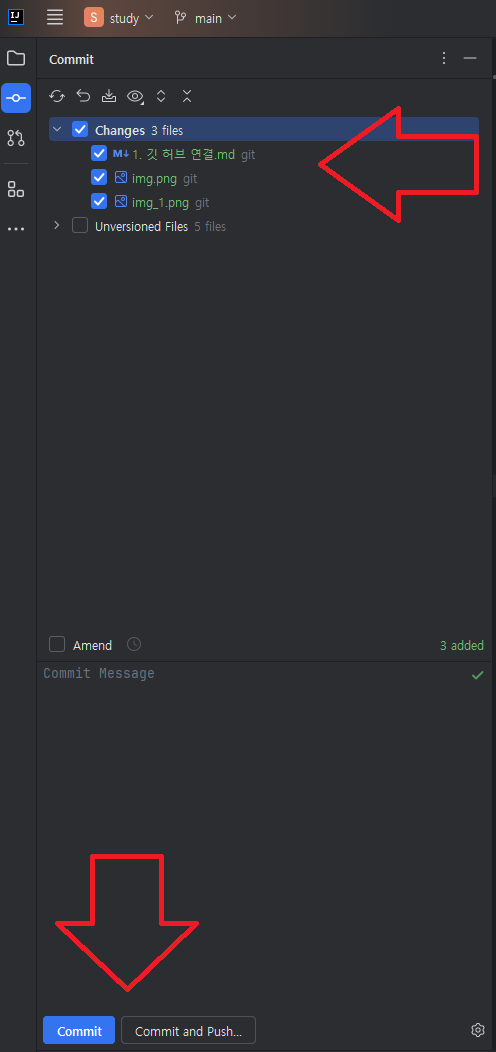 IJ S study main
Commit
Changes 3 files
M↓ 1. 깃 허브 연결.md git
img.png git
img_1.png git
Unversioned Files 5 files
Amend 3 added
Commit Message
Commit Commit and Push...